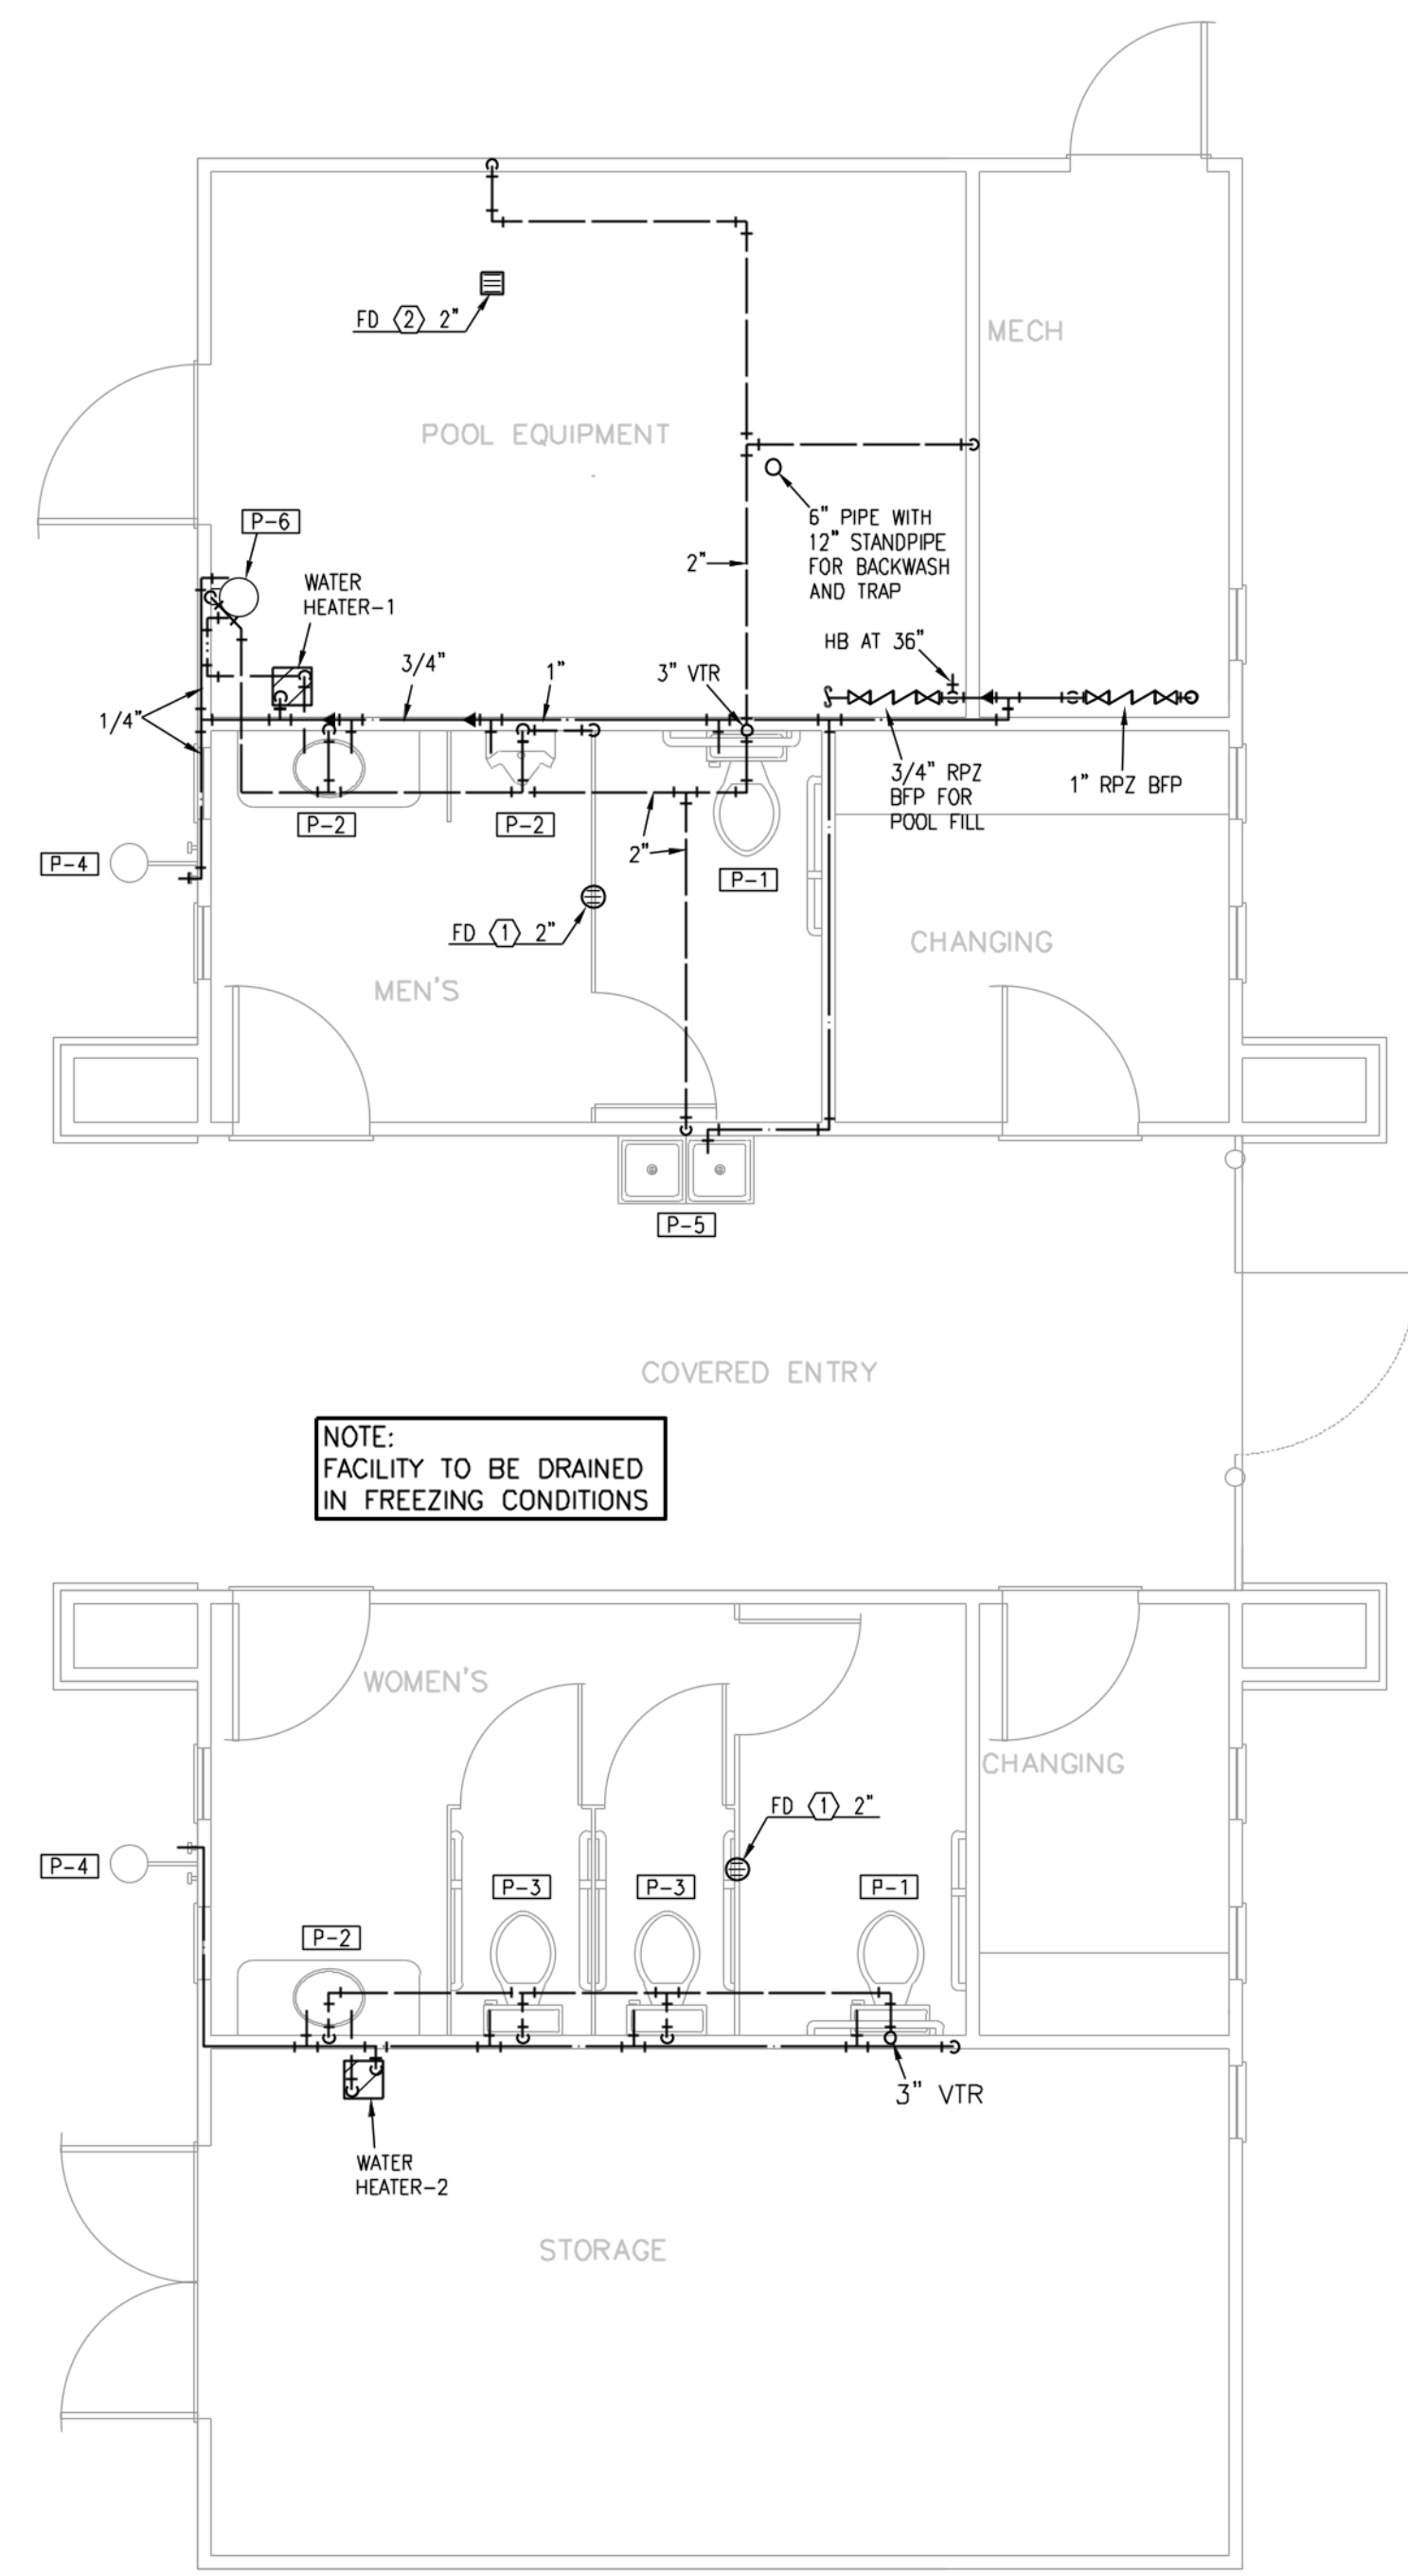 MECH
FD 2 2"
POOL EQUIPMENT
P-6
6" PIPE WITH
12" STANDPIPE
FOR BACKWASH
AND TRAP
2"
WATER
HEATER-1
HB AT 36"
3/4"
1"
3" VTR
1/4"
3/4" RPZ
BFP FOR
POOL FILL
1" RPZ BFP
P-2
P-2
2"
P-4
P-1
FD 1 2"
CHANGING
MEN'S
P-5
COVERED ENTRY
NOTE:
FACILITY TO BE DRAINED
IN FREEZING CONDITIONS
WOMEN'S
CHANGING
FD 1 2"
P-4
P-3
P-3
P-1
P-2
3" VTR
WATER
HEATER-2
STORAGE